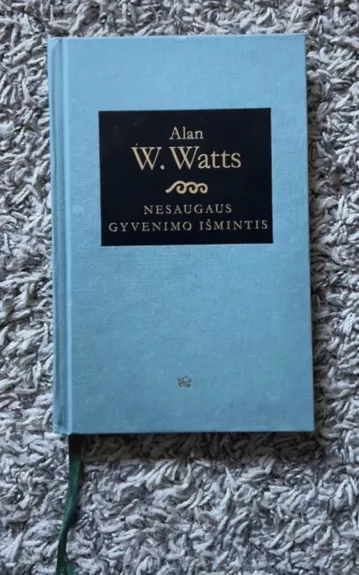 Alan
W. Watts
NESAUGAUS
GYVENIMO IŠMINTIS